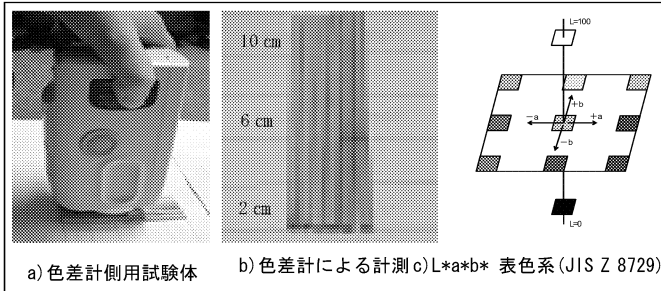 10 cm
6 cm
2 cm
L=100
+b
−a
+a
−b
L=0
a)色差計側用試験体
b)色差計による計測
c)L*a*b* 表色系(JIS Z 8729)